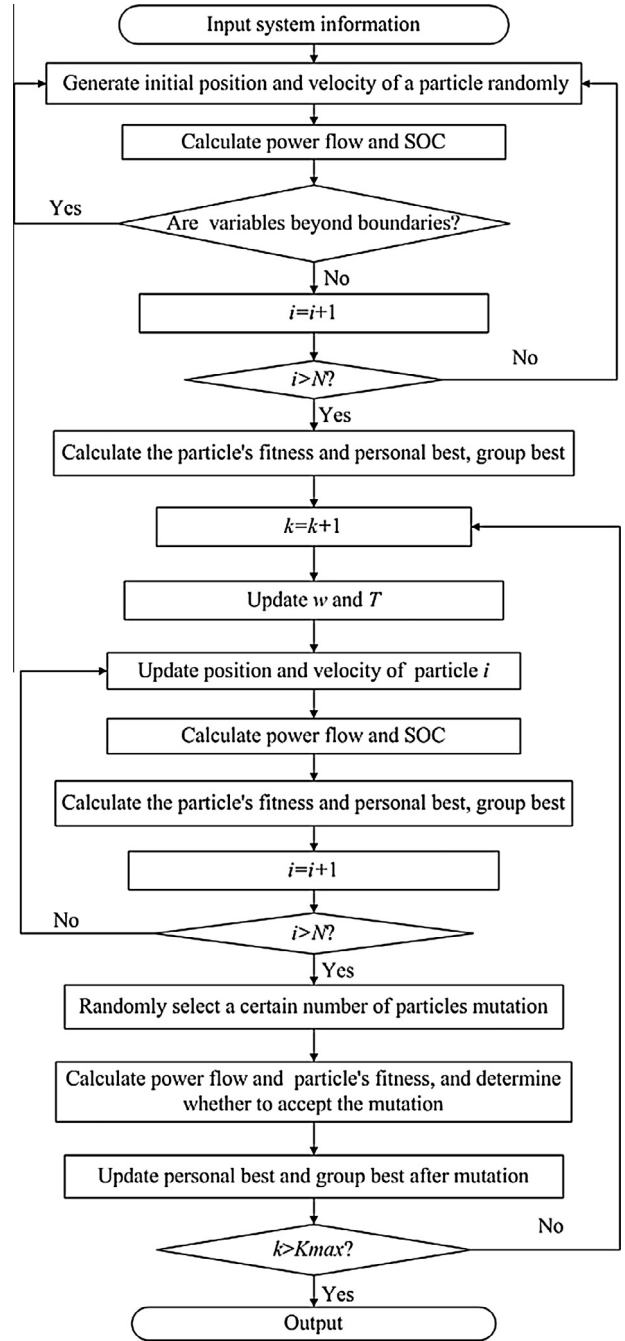 Input system information
Generate initial position and velocity of a particle randomly
Calculate power flow and SOC
Yes
Are variables beyond boundaries?
No
i=i+1
No
i>N?
Yes
Calculate the particle's fitness and personal best, group best
k=k+1
Update w and T
Update position and velocity of particle i
Calculate power flow and SOC
Calculate the particle's fitness and personal best, group best
i=i+1
No
i>N?
Yes
Randomly select a certain number of particles mutation
Calculate power flow and particle's fitness, and determine
whether to accept the mutation
Update personal best and group best after mutation
No
k>Kmax?
Yes
Output